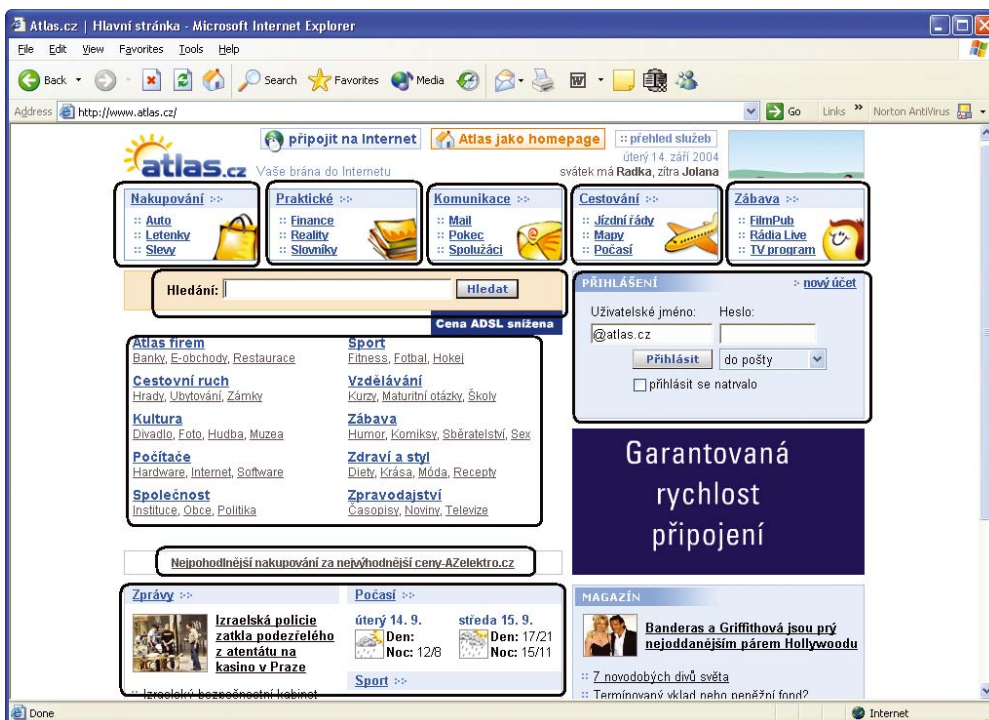 Atlas.cz | Hlavní stránka - Microsoft Internet Explorer
File Edit View Favorites Tools Help
Back Search Favorites Media
Address http://www.atlas.cz/ Go Links » Norton AntiVirus
připojit na Internet Atlas jako homepage :: přehled služeb
atlas.cz Vaše brána do Internetu
úterý 14. září 2004
svátek má Radka, zítra Jolana
Nakupování >>
:: Auto
:: Letenky
:: Slevy
Praktické >>
:: Finance
:: Reality
:: Slovníky
Komunikace >>
:: Mail
:: Pokec
:: Spolužáci
Cestování >>
:: Jízdní řády
:: Mapy
:: Počasí
Zábava >>
:: FilmPub
:: Rádia Live
:: TV program
Hledání: Hledat
Cena ADSL snížena
PŘIHLÁŠENÍ :- nový účet
Uživatelské jméno: Heslo:
@atlas.cz
Přihlásit do pošty
přihlásit se natrvalo
Atlas firem
Banky, E-obchody, Restaurace
Cestovní ruch
Hrady, Ubytování, Zámky
Kultura
Divadlo, Foto, Hudba, Muzea
Počítače
Hardware, Internet, Software
Společnost
Instituce, Obce, Politika
Sport
Fitness, Fotbal, Hokej
Vzdělávání
Kurzy, Maturitní otázky, Školy
Zábava
Humor, Komiksy, Sběratelství, Sex
Zdraví a styl
Diety, Krása, Móda, Recepty
Zpravodajství
Časopisy, Noviny, Televize
Garantovaná
rychlost
připojení
Nejpohodlnější nakupování za nejvýhodnější ceny-AZelektro.cz
Zprávy >>
Izraelská policie
zatkla podezřelého
z atentátu na
kasino v Praze
:: Izraelský bezpečnostní kabinet
Počasí >>
úterý 14. 9. středa 15. 9.
Den: Den: 17/21
Noc: 12/8 Noc: 15/11
Sport >>
MAGAZÍN
Banderas a Griffithová jsou prý
nejoddanějším párem Hollywoodu
:: 7 novodobých divů světa
:: Termínovaný vklad nebo peněžní fond?
Done Internet